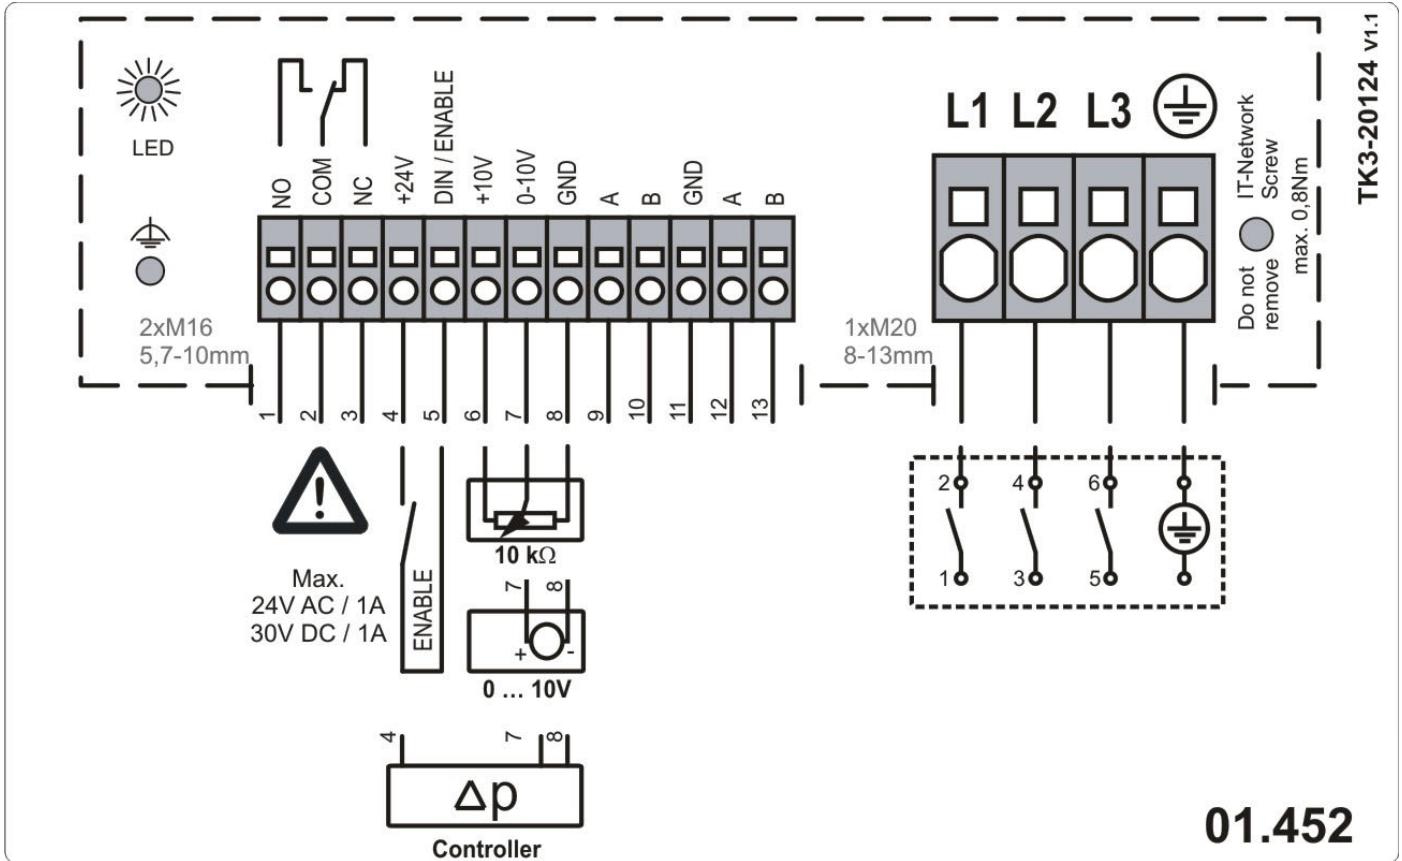 TK3-20124 V1.1
LED
2xM16
5,7-10mm
NO
COM
NC
+24V
DIN / ENABLE
+10V
0-10V
GND
A
B
GND
A
B
1
2
3
4
5
6
7
8
9
10
11
12
13
L1 L2 L3
IT-Network
Screw
Do not
remove
max. 0,8Nm
1xM20
8-13mm
!
Max.
24V AC / 1A
30V DC / 1A
ENABLE
10 kΩ
7 8
+ -
0 ... 10V
4 7 8
Δp
Controller
2 4 6
1 3 5
01.452